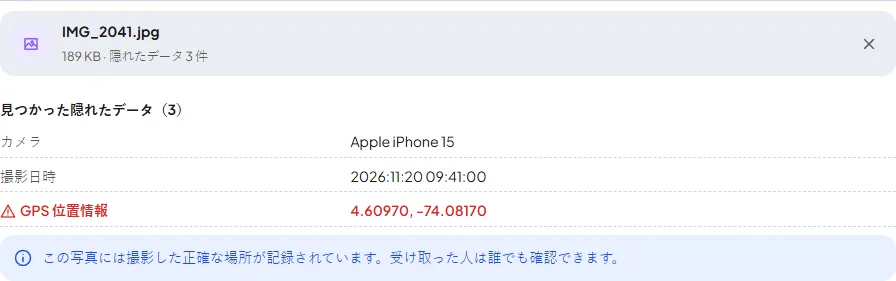 IMG_2041.jpg
189 KB · 隠れたデータ 3 件
見つかった隠れたデータ（3）
カメラ Apple iPhone 15
撮影日時 2026:11:20 09:41:00
GPS 位置情報 4.60970, -74.08170
この写真には撮影した正確な場所が記録されています。受け取った人は誰でも確認できます。